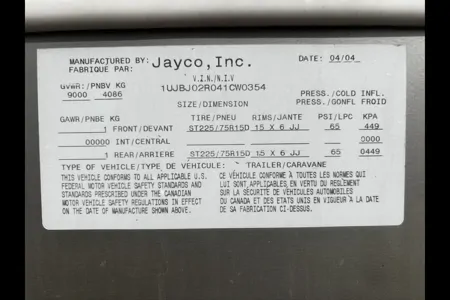 MANUFACTURED BY: Jayco, Inc. DATE: 04/04
FABRIQUE PAR:
V.I.N./N.I.V
GVWR:/PNBV KG 1UJBJ02R041CW0354
9000 4086 PRESS./COLD INFL.
SIZE/DIMENSION PRESS./GONFL FROID
GAWR/PNBE KG TIRE/PNEU RIMS/JANTE PSI/LPC KPA
1 FRONT/DEVANT ST225/75R15D 15 X 6 JJ 65 449
00000 INT/CENTRAL 0000
1 REAR/ARRIERE ST225/75R15D 15 X 6 JJ 65 0449
TYPE OF VEHICLE/TYPE DE VEHICULE: TRAILER/CARAVANE
THIS VEHICLE CONFORMS TO ALL APPLICABLE U.S. CE VÉHICULE CONFORME À TOUTES LES NORMES QUI
FEDERAL MOTOR VEHICLE SAFETY STANDARDS AND LUI SONT APPLICABLES EN VERTU DU RÈGLEMENT
STANDARDS PRESCRIBED UNDER THE CANADIAN SUR LA SÉCURITÉ DE VÉHICULES AUTOMOBILES
MOTOR VEHICLE SAFETY REGULATIONS IN EFFECT DU CANADA ET DES ETATS UNIS EN VIGUEUR À LA DATE
ON THE DATE OF MANUFACTURE SHOWN ABOVE. DE SA FABRICATION CI-DESSUS.